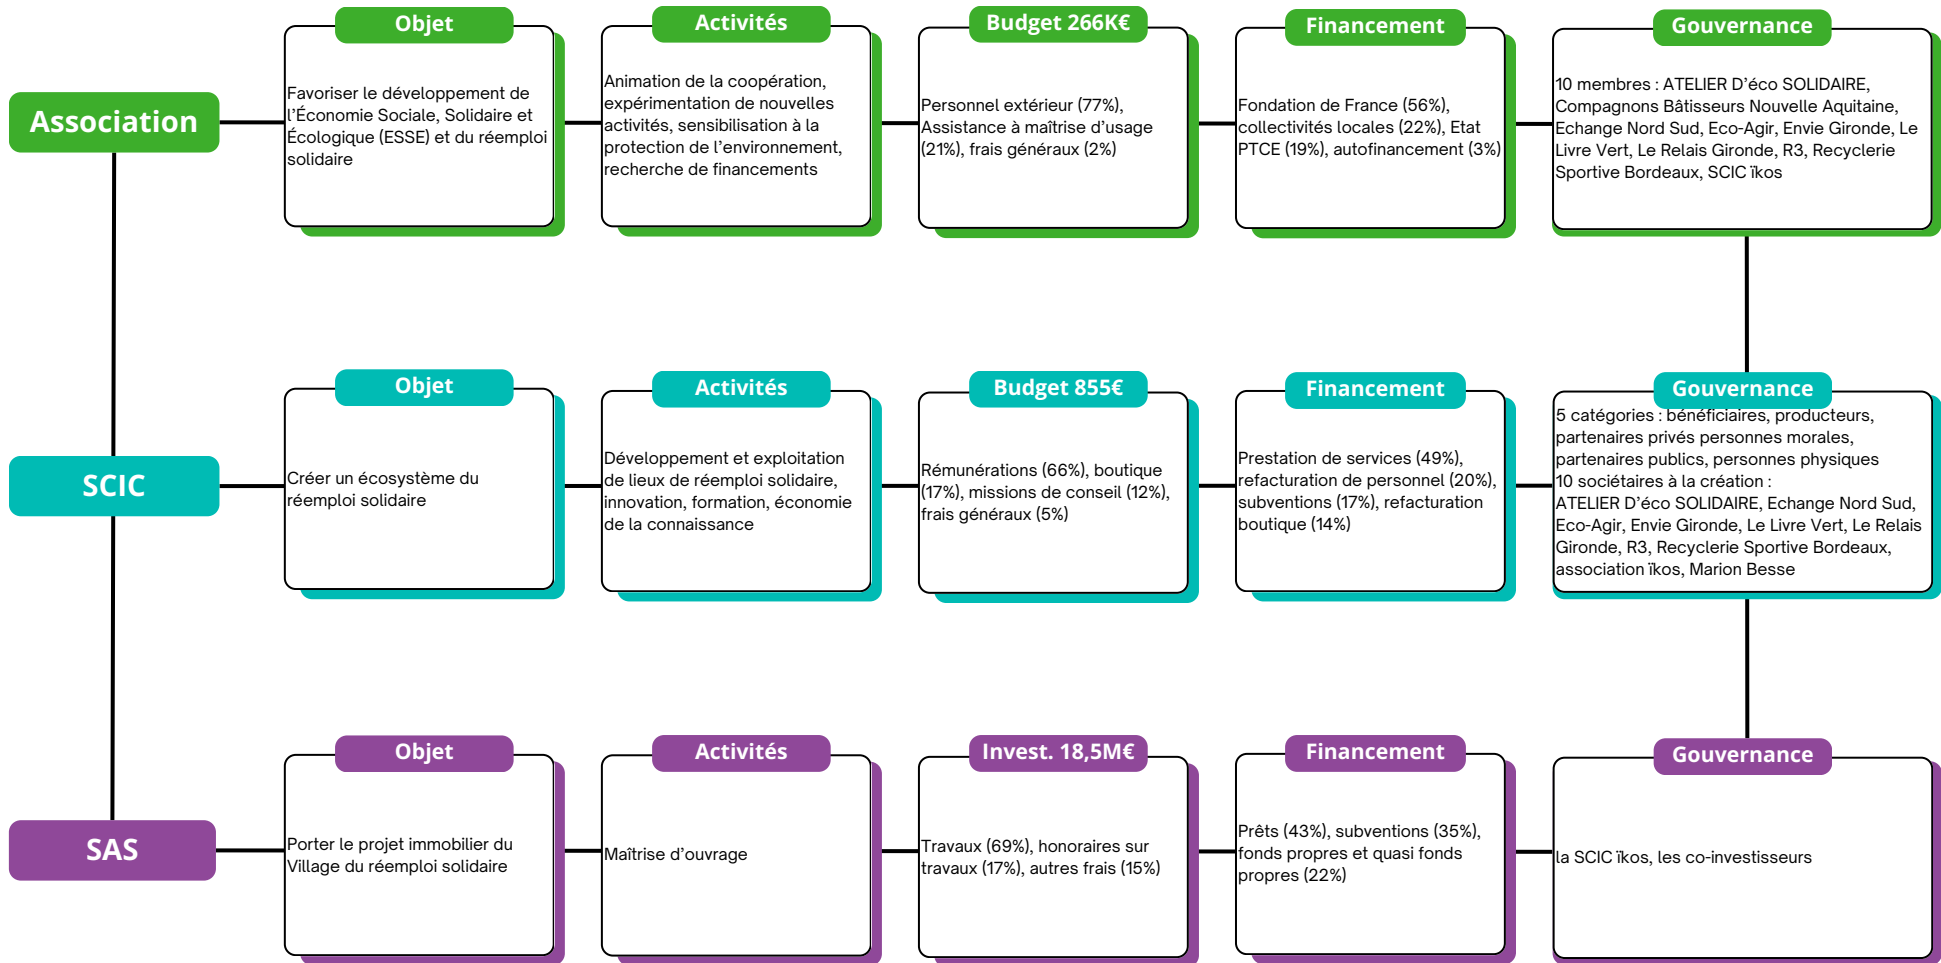 Association
Objet
Favoriser le développement de
l’Économie Sociale, Solidaire et
Écologique (ESSE) et du réemploi
solidaire
Activités
Animation de la coopération,
expérimentation de nouvelles
activités, sensibilisation à la
protection de l’environnement,
recherche de financements
Budget 266K€
Personnel extérieur (77%),
Assistance à maîtrise d’usage
(21%), frais généraux (2%)
Financement
Fondation de France (56%),
collectivités locales (22%), Etat
PTCE (19%), autofinancement (3%)
Gouvernance
10 membres : ATELIER D’éco SOLIDAIRE,
Compagnons Bâtisseurs Nouvelle Aquitaine,
Echange Nord Sud, Eco-Agir, Envie Gironde, Le
Livre Vert, Le Relais Gironde, R3, Recyclerie
Sportive Bordeaux, SCIC ïkos
SCIC
Objet
Créer un écosystème du
réemploi solidaire
Activités
Développement et exploitation
de lieux de réemploi solidaire,
innovation, formation, économie
de la connaissance
Budget 855€
Rémunérations (66%), boutique
(17%), missions de conseil (12%),
frais généraux (5%)
Financement
Prestation de services (49%),
refacturation de personnel (20%),
subventions (17%), refacturation
boutique (14%)
Gouvernance
5 catégories : bénéficiaires, producteurs,
partenaires privés personnes morales,
partenaires publics, personnes physiques
10 sociétaires à la création :
ATELIER D’éco SOLIDAIRE, Echange Nord Sud,
Eco-Agir, Envie Gironde, Le Livre Vert, Le Relais
Gironde, R3, Recyclerie Sportive Bordeaux,
association ïkos, Marion Besse
SAS
Objet
Porter le projet immobilier du
Village du réemploi solidaire
Activités
Maîtrise d’ouvrage
Invest. 18,5M€
Travaux (69%), honoraires sur
travaux (17%), autres frais (15%)
Financement
Prêts (43%), subventions (35%),
fonds propres et quasi fonds
propres (22%)
Gouvernance
la SCIC ïkos, les co-investisseurs